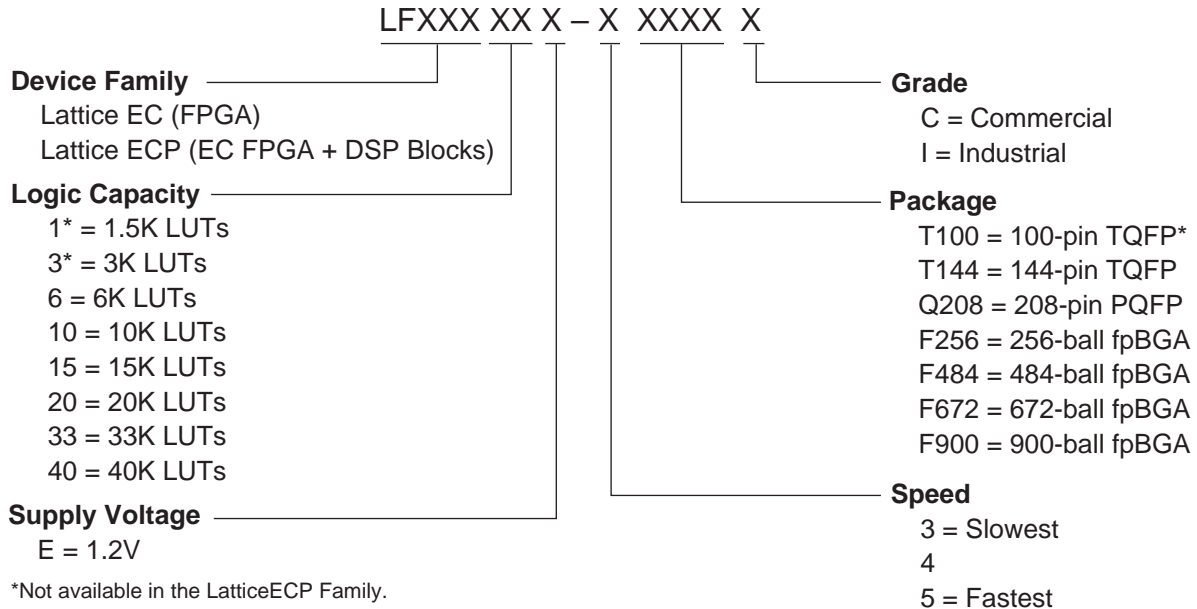 LFXXX XX X – X XXXX X
Device Family
Lattice EC (FPGA)
Lattice ECP (EC FPGA + DSP Blocks)
Logic Capacity
1* = 1.5K LUTs
3* = 3K LUTs
6 = 6K LUTs
10 = 10K LUTs
15 = 15K LUTs
20 = 20K LUTs
33 = 33K LUTs
40 = 40K LUTs
Supply Voltage
E = 1.2V
*Not available in the LatticeECP Family.
Grade
C = Commercial
I = Industrial
Package
T100 = 100-pin TQFP*
T144 = 144-pin TQFP
Q208 = 208-pin PQFP
F256 = 256-ball fpBGA
F484 = 484-ball fpBGA
F672 = 672-ball fpBGA
F900 = 900-ball fpBGA
Speed
3 = Slowest
4
5 = Fastest